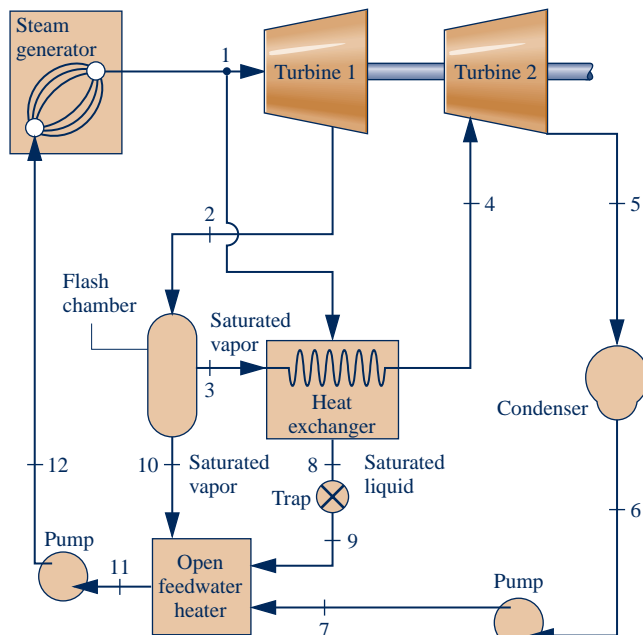 Steam
generator
1
Turbine 1
Turbine 2
2
4
5
Flash
chamber
Saturated
vapor
3
Heat
exchanger
Condenser
12
10
Saturated
vapor
8
Saturated
liquid
Trap
6
9
Pump
11
Open
feedwater
heater
Pump
7